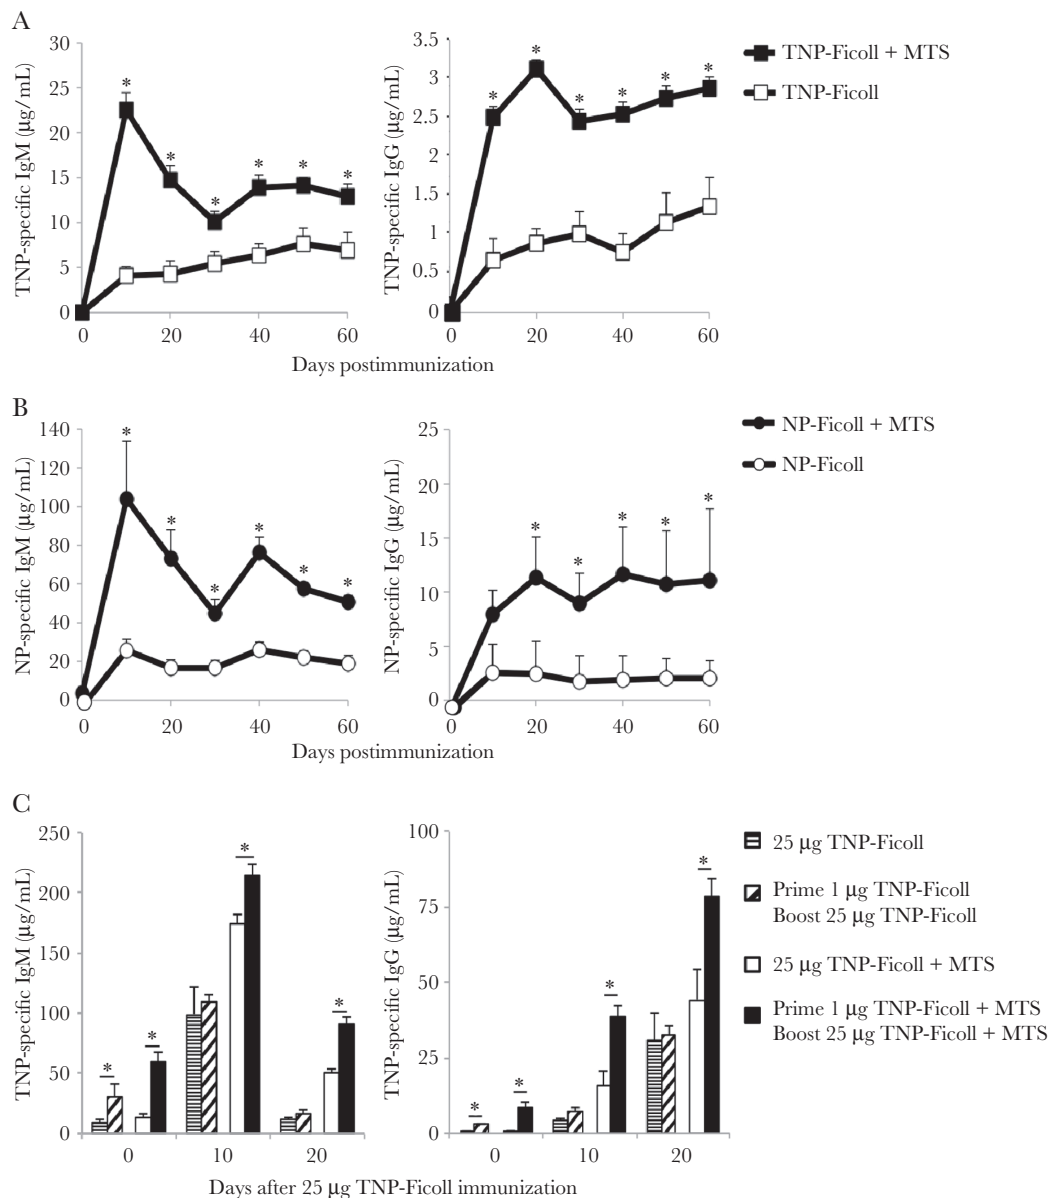 A
TNP-specific IgM (µg/mL)
30
25
20
15
10
5
0
* * * * * *
0 20 40 60
TNP-specific IgG (µg/mL)
3.5
3
2.5
2
1.5
1
0.5
0
* * * * * *
0 20 40 60
TNP-Ficoll + MTS
TNP-Ficoll
Days postimmunization
B
NP-specific IgM (µg/mL)
140
120
100
80
60
40
20
0
* * * * * *
0 20 40 60
NP-specific IgG (µg/mL)
25
20
15
10
5
0
* * * * *
0 20 40 60
NP-Ficoll + MTS
NP-Ficoll
Days postimmunization
C
TNP-specific IgM (µg/mL)
250
200
150
100
50
0
* * * *
0 10 20
TNP-specific IgG (µg/mL)
100
75
50
25
0
* * * *
0 10 20
25 µg TNP-Ficoll
Prime 1 µg TNP-Ficoll
Boost 25 µg TNP-Ficoll
25 µg TNP-Ficoll + MTS
Prime 1 µg TNP-Ficoll + MTS
Boost 25 µg TNP-Ficoll + MTS
Days after 25 µg TNP-Ficoll immunization